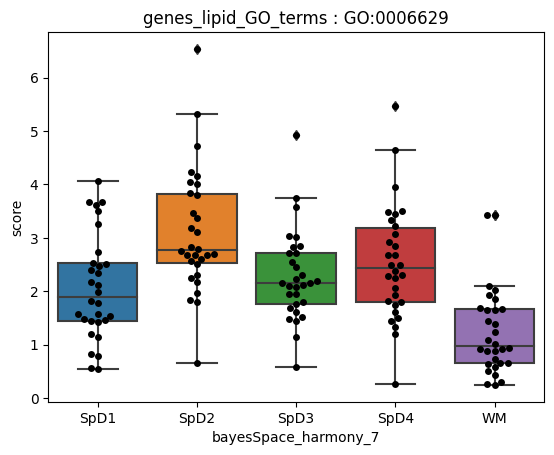 genes_lipid_GO_terms : GO:0006629
score
6
5
4
3
2
1
0
SpD1 SpD2 SpD3 SpD4 WM
bayesSpace_harmony_7